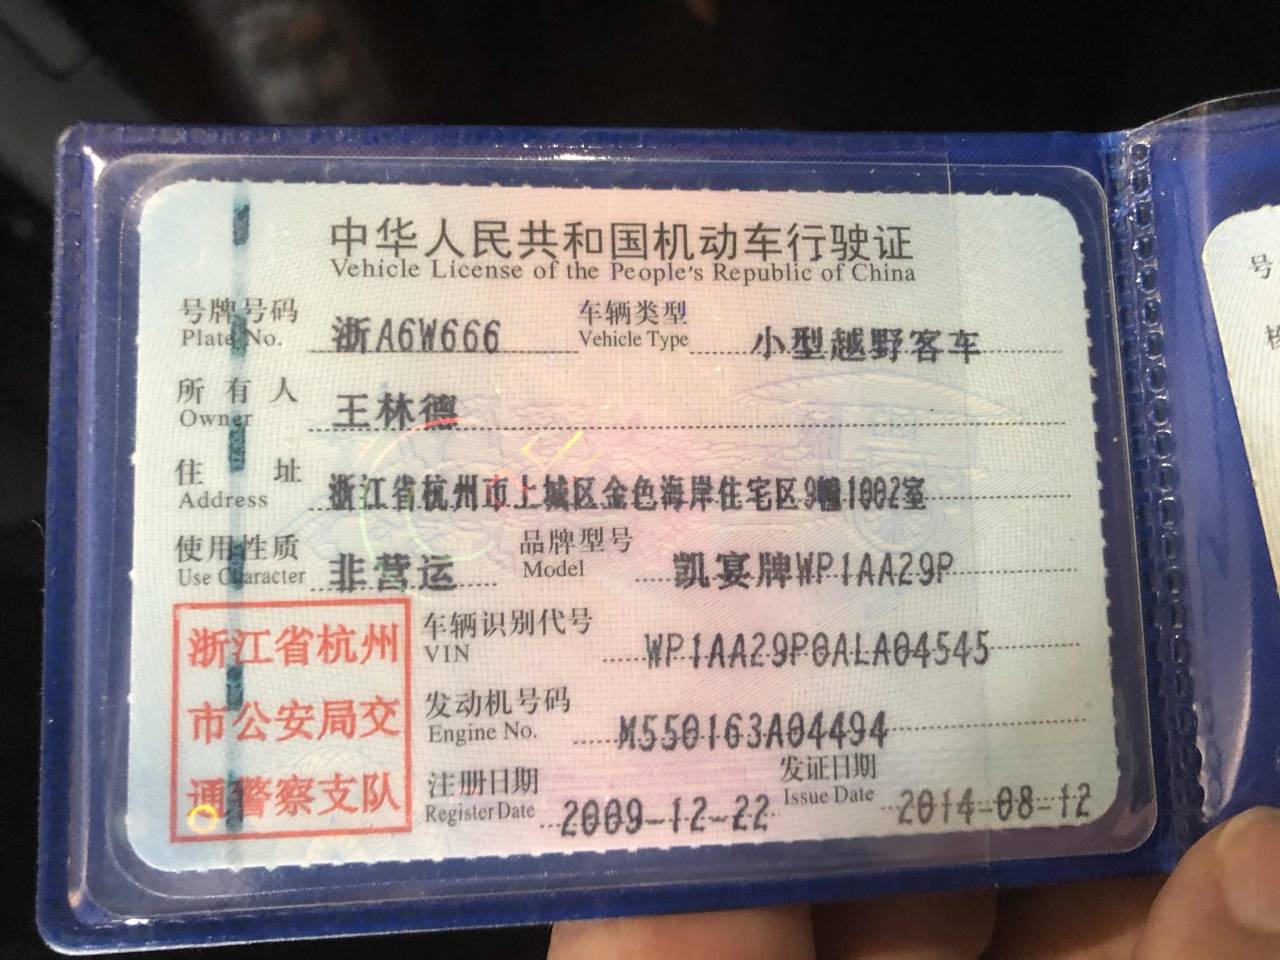 中华人民共和国机动车行驶证
Vehicle License of the People's Republic of China
号牌号码 浙A6W666 车辆类型 小型越野客车
Plate No. Vehicle Type
所有人 王林德
Owner
住址 浙江省杭州市上城区金色海岸住宅区9幢1002室
Address
使用性质 非营运 品牌型号 凯宴牌WP1AA29P
Use Character Model
车辆识别代号 WP1AA29P0ALA04545
VIN
发动机号码 M550163A04494
Engine No.
注册日期 2009-12-22 发证日期 2014-08-12
Register Date Issue Date
浙江省杭州
市公安局交
通警察支队
号